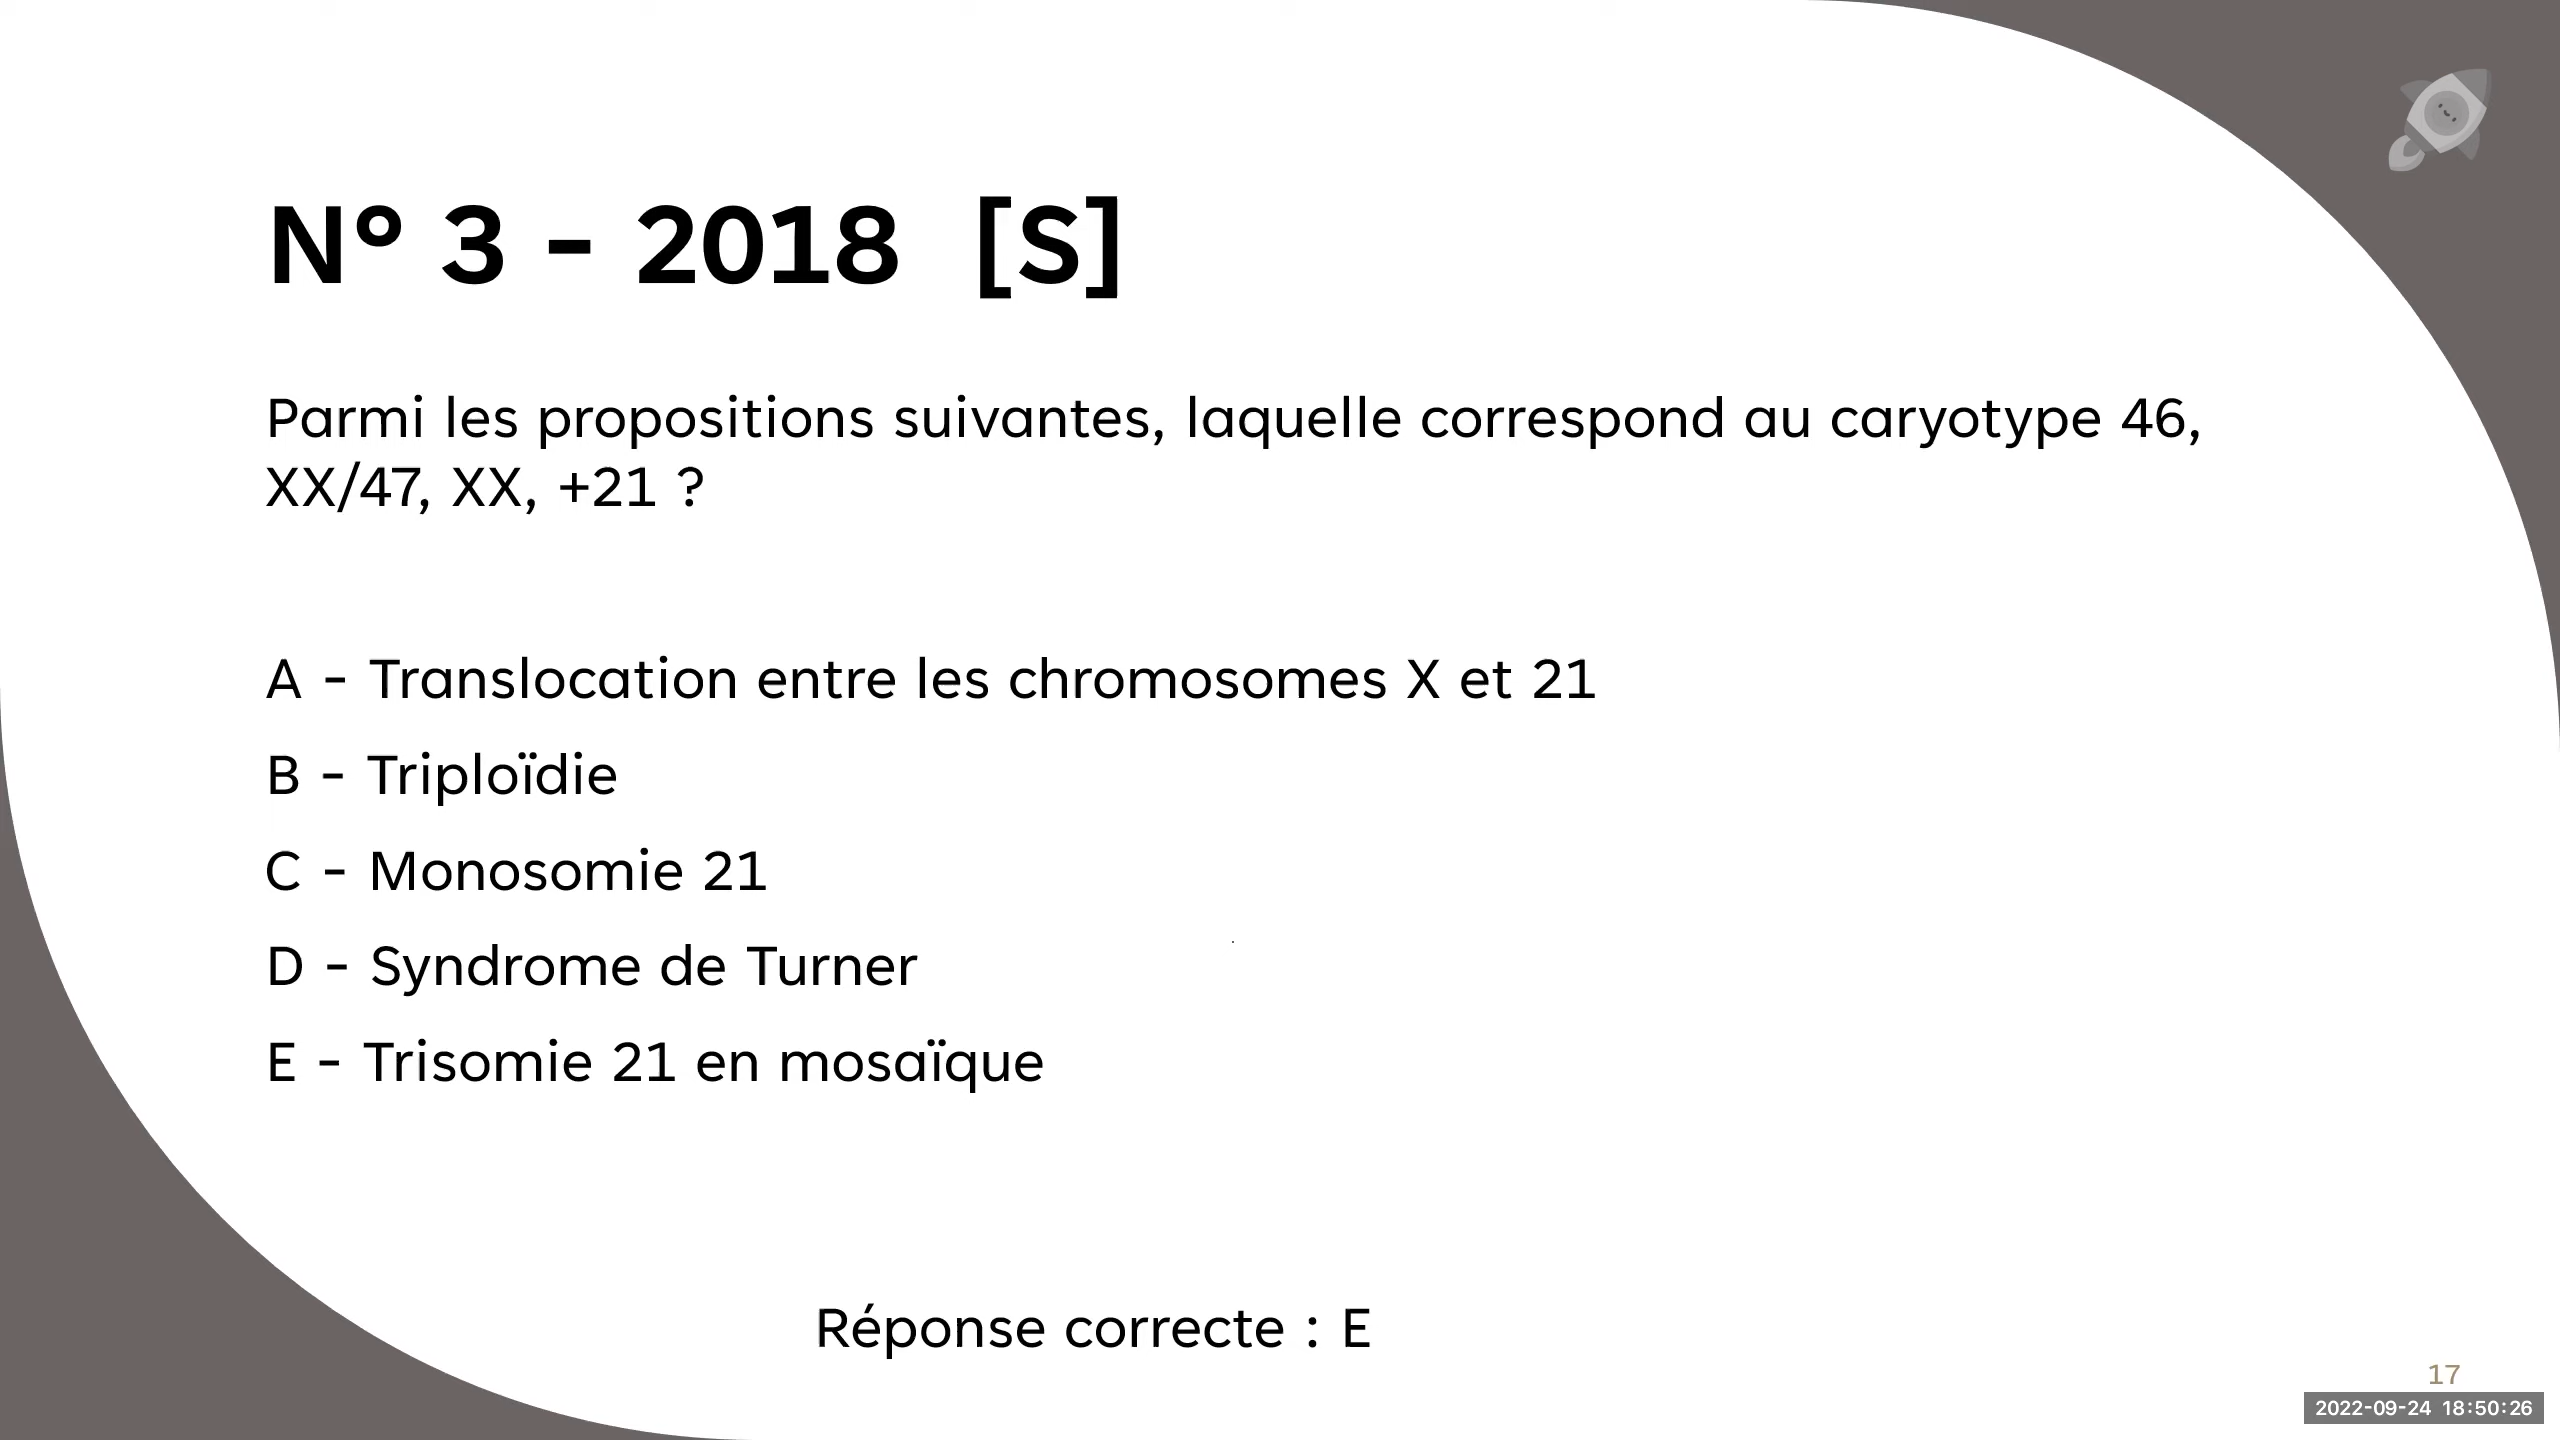 N° 3 - 2018 [S]
Parmi les propositions suivantes, laquelle correspond au caryotype 46,
XX/47, XX, +21 ?
A - Translocation entre les chromosomes X et 21
B - Triploïdie
C - Monosomie 21
D - Syndrome de Turner
E - Trisomie 21 en mosaïque
Réponse correcte : E
17
2022-09-24 18:50:26